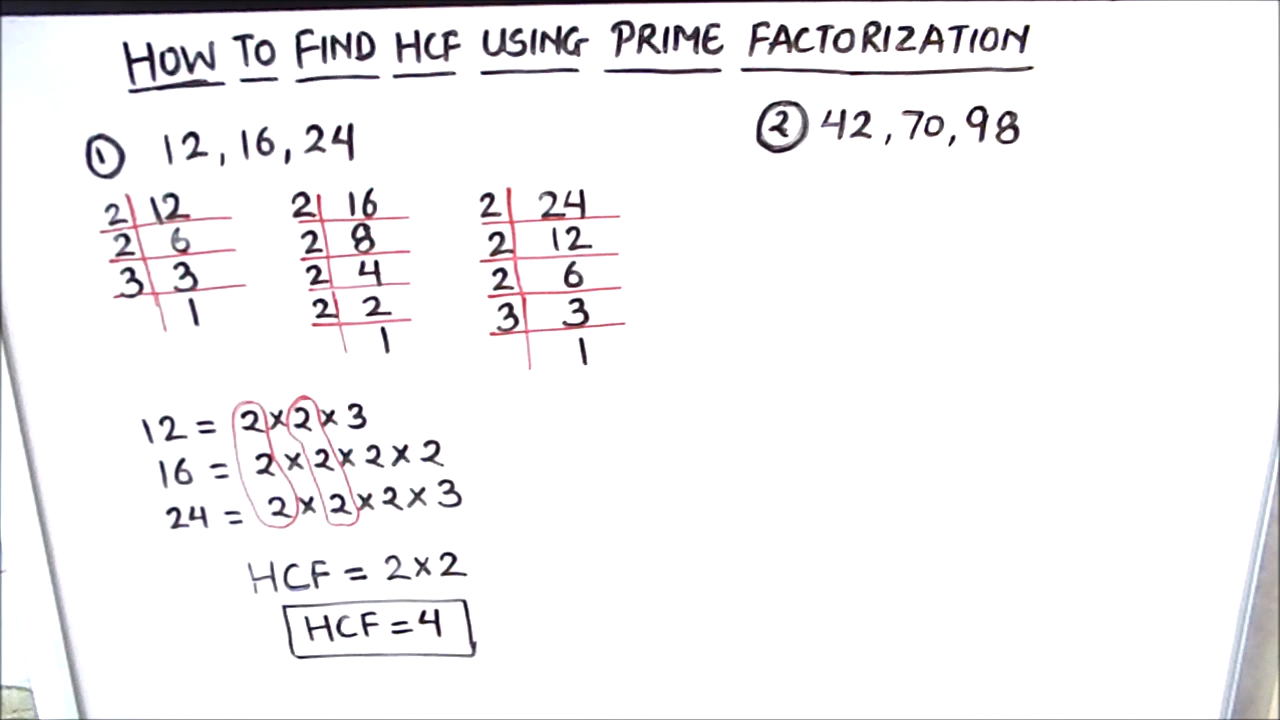 HOW TO FIND HCF USING PRIME FACTORIZATION
① 12, 16, 24
2 12
2 6
3 3
1
2 16
2 8
2 4
2 2
1
2 24
2 12
2 6
3 3
1
12 = 2 × 2 × 3
16 = 2 × 2 × 2 × 2
24 = 2 × 2 × 2 × 3
HCF = 2 × 2
HCF = 4
② 42, 70, 98